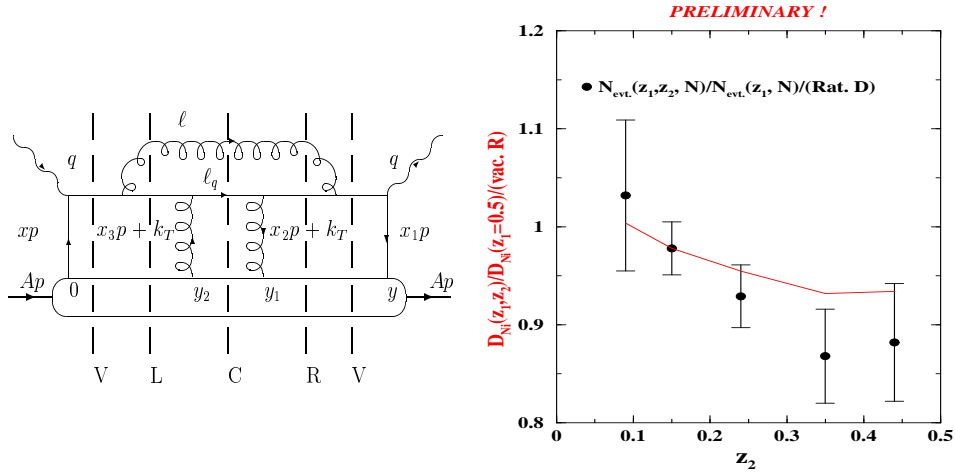 ℓ
q
ℓ_q
q
xp
x_3p + k_T
x_2p + k_T
x_1p
Ap
0
y_2
y_1
y
Ap
V
L
C
R
V
PRELIMINARY !
1.2
1.1
1
0.9
0.8
D_Ni(z_1,z_2)/D_Ni(z_1=0.5)/(vac. R)
N_evt.(z_1,z_2, N)/N_evt.(z_1, N)/(Rat. D)
0
0.1
0.2
0.3
0.4
0.5
z_2